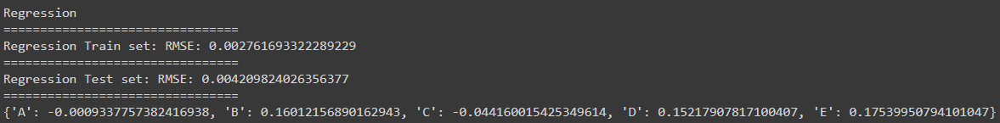 Regression
================================
Regression Train set: RMSE: 0.002761693322289229
================================
Regression Test set: RMSE: 0.004209824026356377
================================
{'A': -0.0009337757382416938, 'B': 0.16012156890162943, 'C': -0.044160015425349614, 'D': 0.15217907817100407, 'E': 0.17539950794101047}